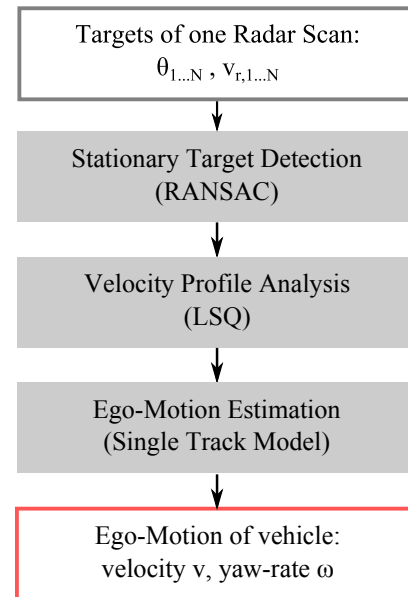 Targets of one Radar Scan:
θ1...N , vr,1...N
Stationary Target Detection
(RANSAC)
Velocity Profile Analysis
(LSQ)
Ego-Motion Estimation
(Single Track Model)
Ego-Motion of vehicle:
velocity v, yaw-rate ω